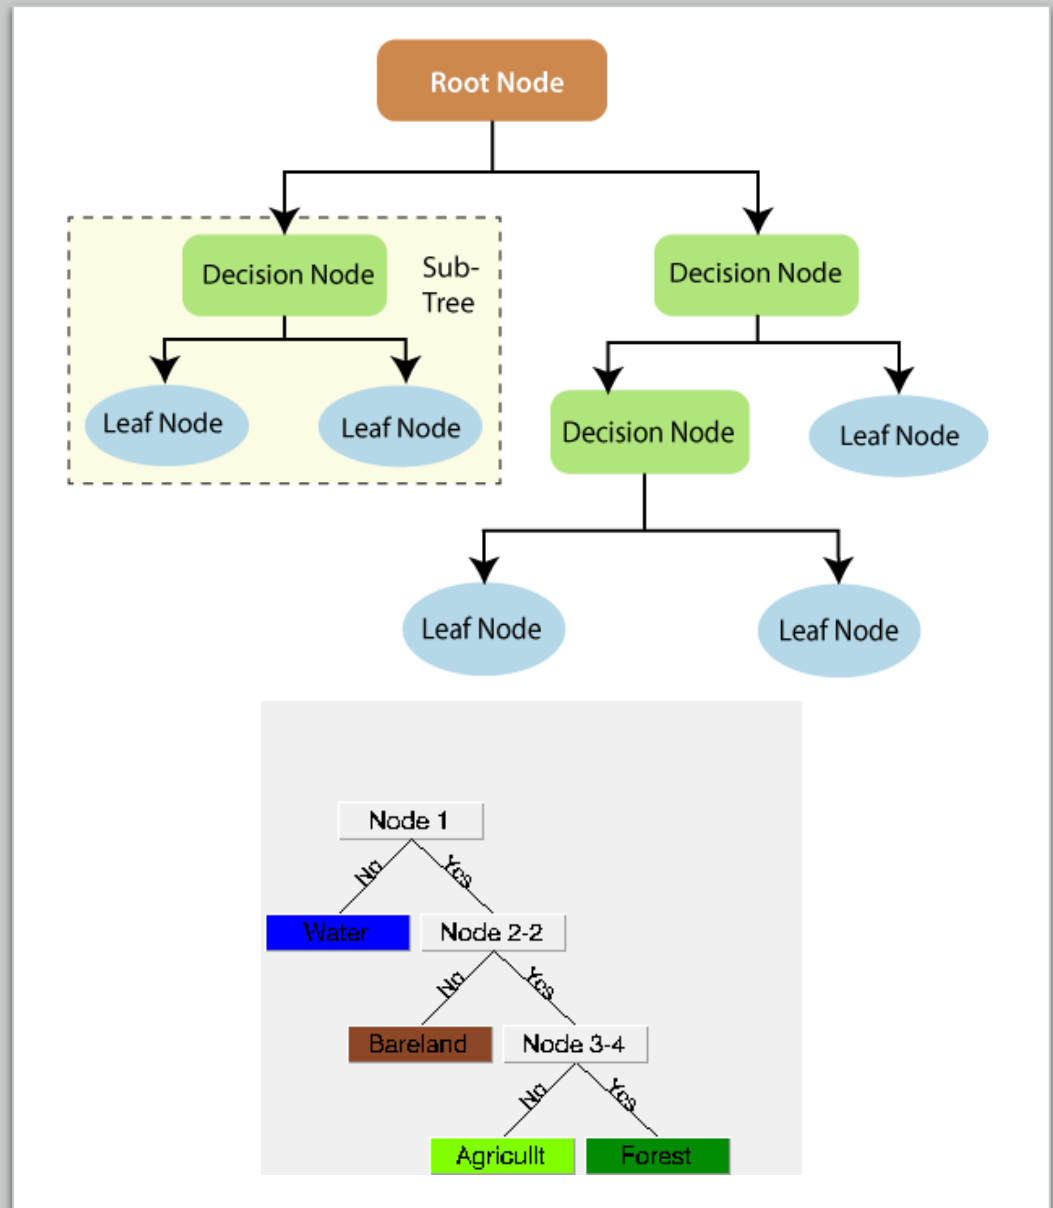 Root Node
Decision Node
Sub-
Tree
Decision Node
Leaf Node
Leaf Node
Decision Node
Leaf Node
Leaf Node
Leaf Node
Node 1
No
Yes
Water
Node 2-2
No
Yes
Bareland
Node 3-4
No
Yes
Agricullt
Forest